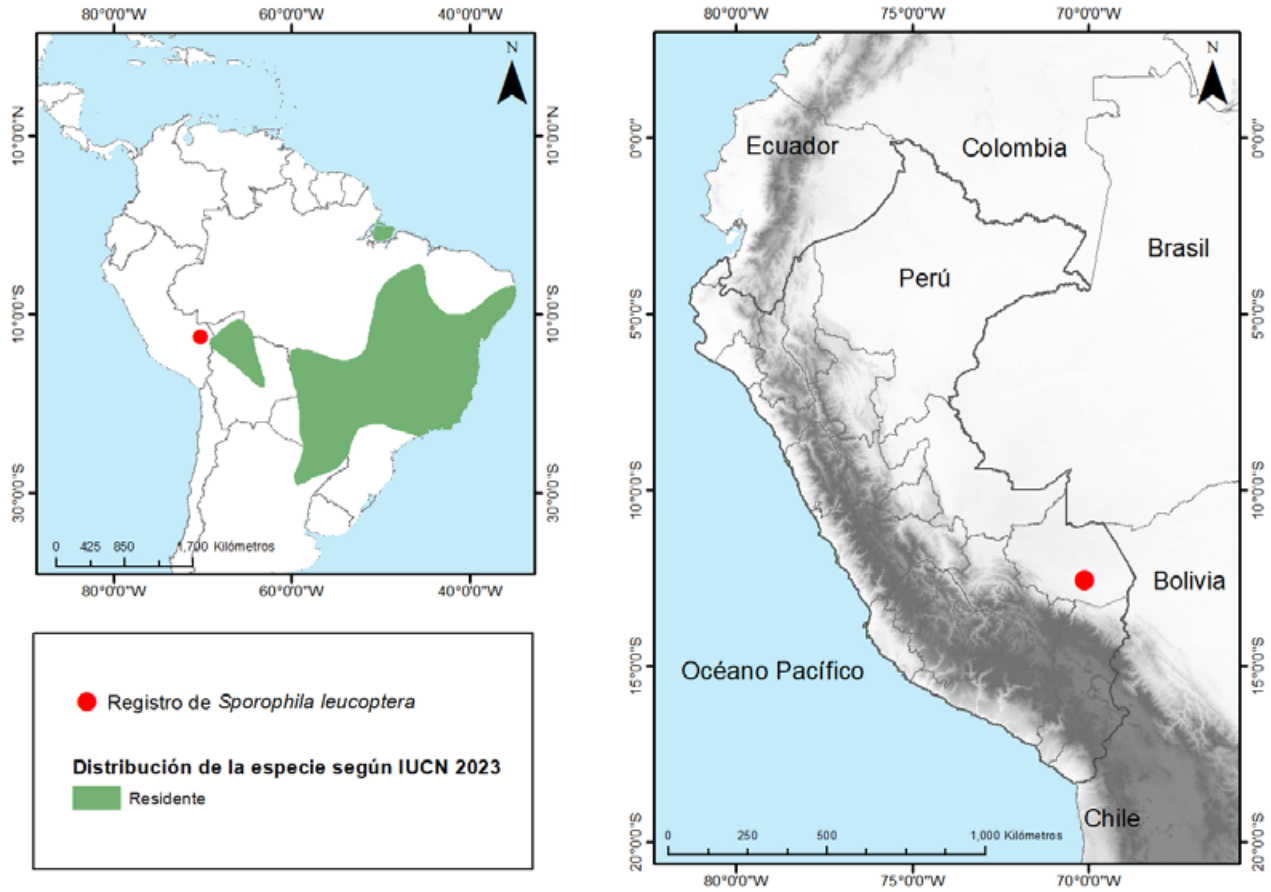 80°0'0"W 60°0'0"W 40°0'0"W
N
10°0'0"N 10°0'0"N
10°0'0"S 10°0'0"S
30°0'0"S 30°0'0"S
0 425 850 1,700 Kilómetros
80°0'0"W 60°0'0"W 40°0'0"W
Registro de Sporophila leucoptera
Distribución de la especie según IUCN 2023
Residente
80°0'0"W 75°0'0"W 70°0'0"W
N
0°0'0" 0°0'0"
Ecuador
Colombia
Brasil
Perú
5°0'0"S 5°0'0"S
10°0'0"S 10°0'0"S
Bolivia
Océano Pacífico
15°0'0"S 15°0'0"S
Chile
0 250 500 1,000 Kilómetros
20°0'0"S 20°0'0"S
80°0'0"W 75°0'0"W 70°0'0"W